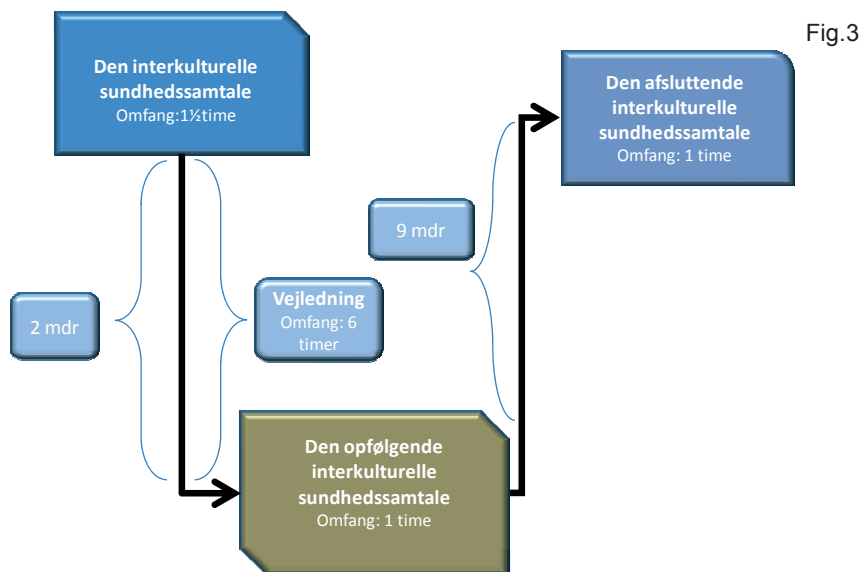 Fig.3
Den interkulturelle
sundhedssamtale
Omfang:1½time
Den afsluttende
interkulturelle
sundhedssamtale
Omfang: 1 time
9 mdr
2 mdr
Vejledning
Omfang: 6
timer
Den opfølgende
interkulturelle
sundhedssamtale
Omfang: 1 time